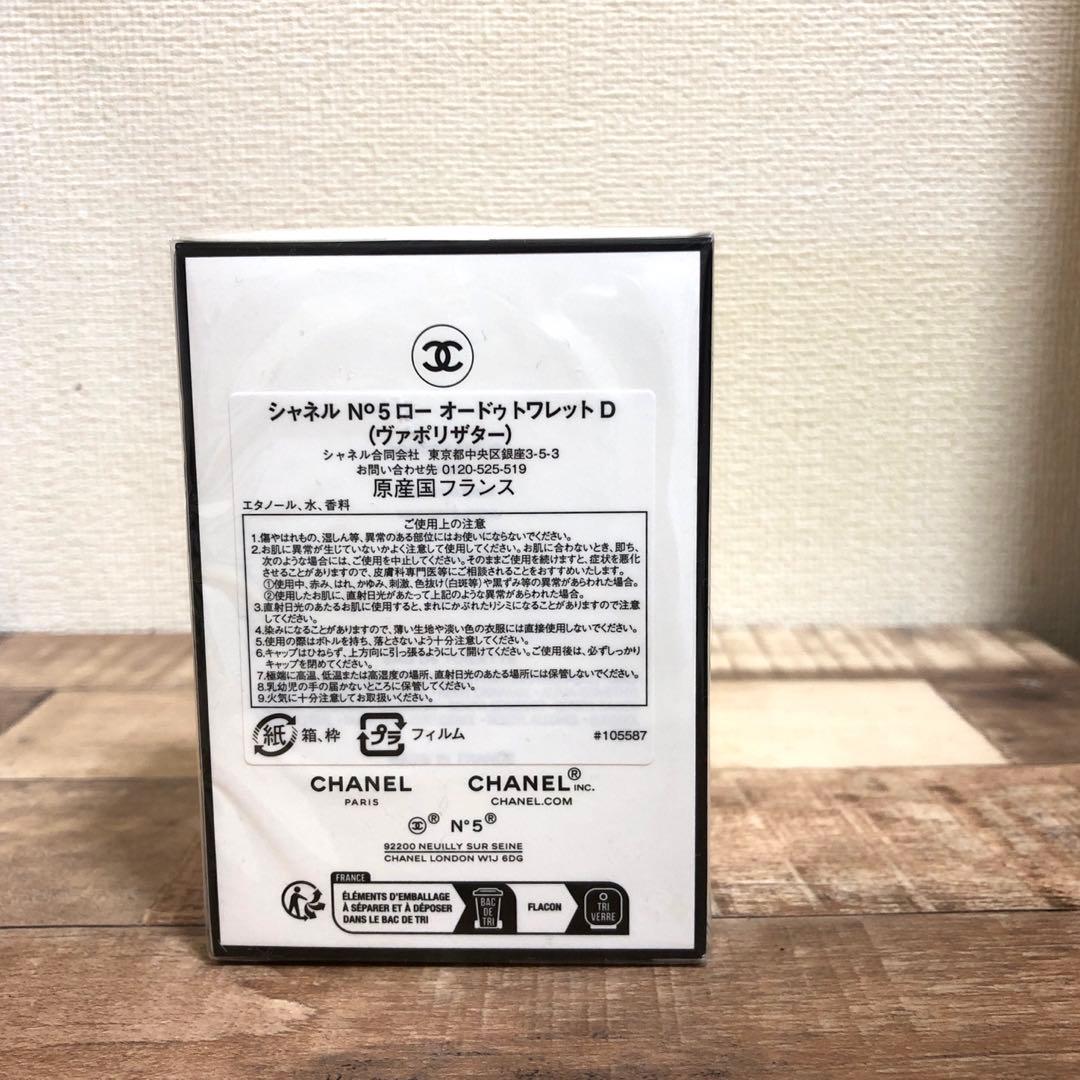 シャネル Nº5 ロー オードゥ トワレット D
(ヴァポリザター)
シャネル合同会社 東京都中央区銀座3-5-3
お問い合わせ先 0120-525-519
原産国フランス
エタノール、水、香料
ご使用上の注意
1.傷やはれもの、湿しん等、異常のある部位にはお使いにならないでください。
2.お肌に異常が生じていないかよく注意して使用してください。お肌に合わないとき、即ち、
次のような場合には、ご使用を中止してください。そのままご使用を続けますと、症状を悪化
させることがありますので、皮膚科専門医等にご相談されることをおすすめいたします。
①使用中、赤み、はれ、かゆみ、刺激、色抜け(白斑等)や黒ずみ等の異常があらわれた場合。
②使用したお肌に、直射日光があたって上記のような異常があらわれた場合。
3.直射日光のあたるお肌に使用すると、まれにかぶれたりシミになることがありますので注意
してください。
4.染みになることがありますので、薄い生地や淡い色の衣服には直接使用しないでください。
5.使用の際はボトルを持ち、落とさないよう十分注意してください。
6.キャップはひねらず、上方向に引っ張るようにして開けてください。ご使用後は、必ずしっかり
キャップを閉めてください。
7.極端に高温、低温または高湿度の場所、直射日光のあたる場所には保管しないでください。
8.乳幼児の手の届かないところに保管してください。
9.火気に十分注意してお取扱いください。
紙 箱、枠 プラ フィルム #105587
CHANEL CHANEL® INC.
PARIS CHANEL.COM
® N°5®
92200 NEUILLY SUR SEINE
CHANEL LONDON W1J 6DG
FRANCE
ÉLÉMENTS D'EMBALLAGE
À SÉPARER ET À DÉPOSER
DANS LE BAC DE TRI
BAC
DE
TRI
FLACON
TRI
VERRE